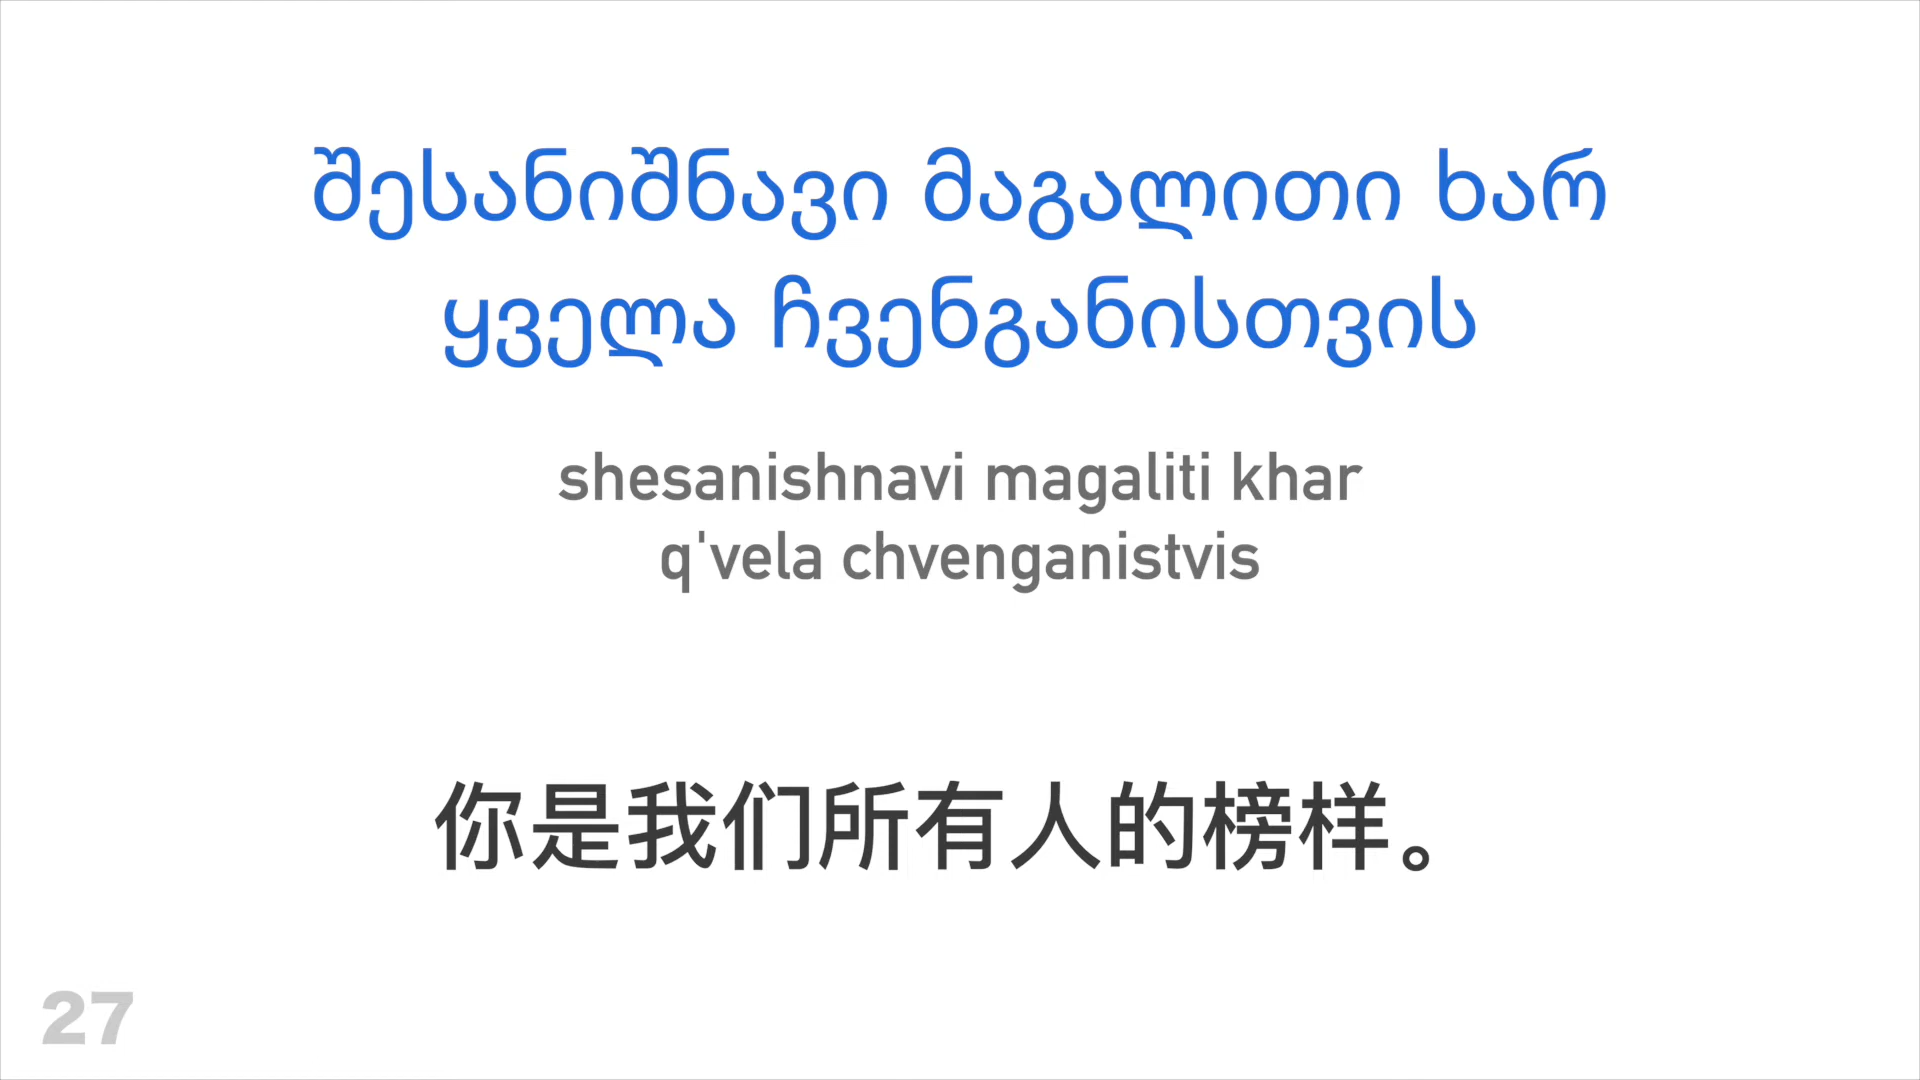 შესანიშნავი მაგალითი ხარ
ყველა ჩვენგანისთვის
shesanishnavi magaliti khar
q'vela chvenganistvis
你是我们所有人的榜样。
27